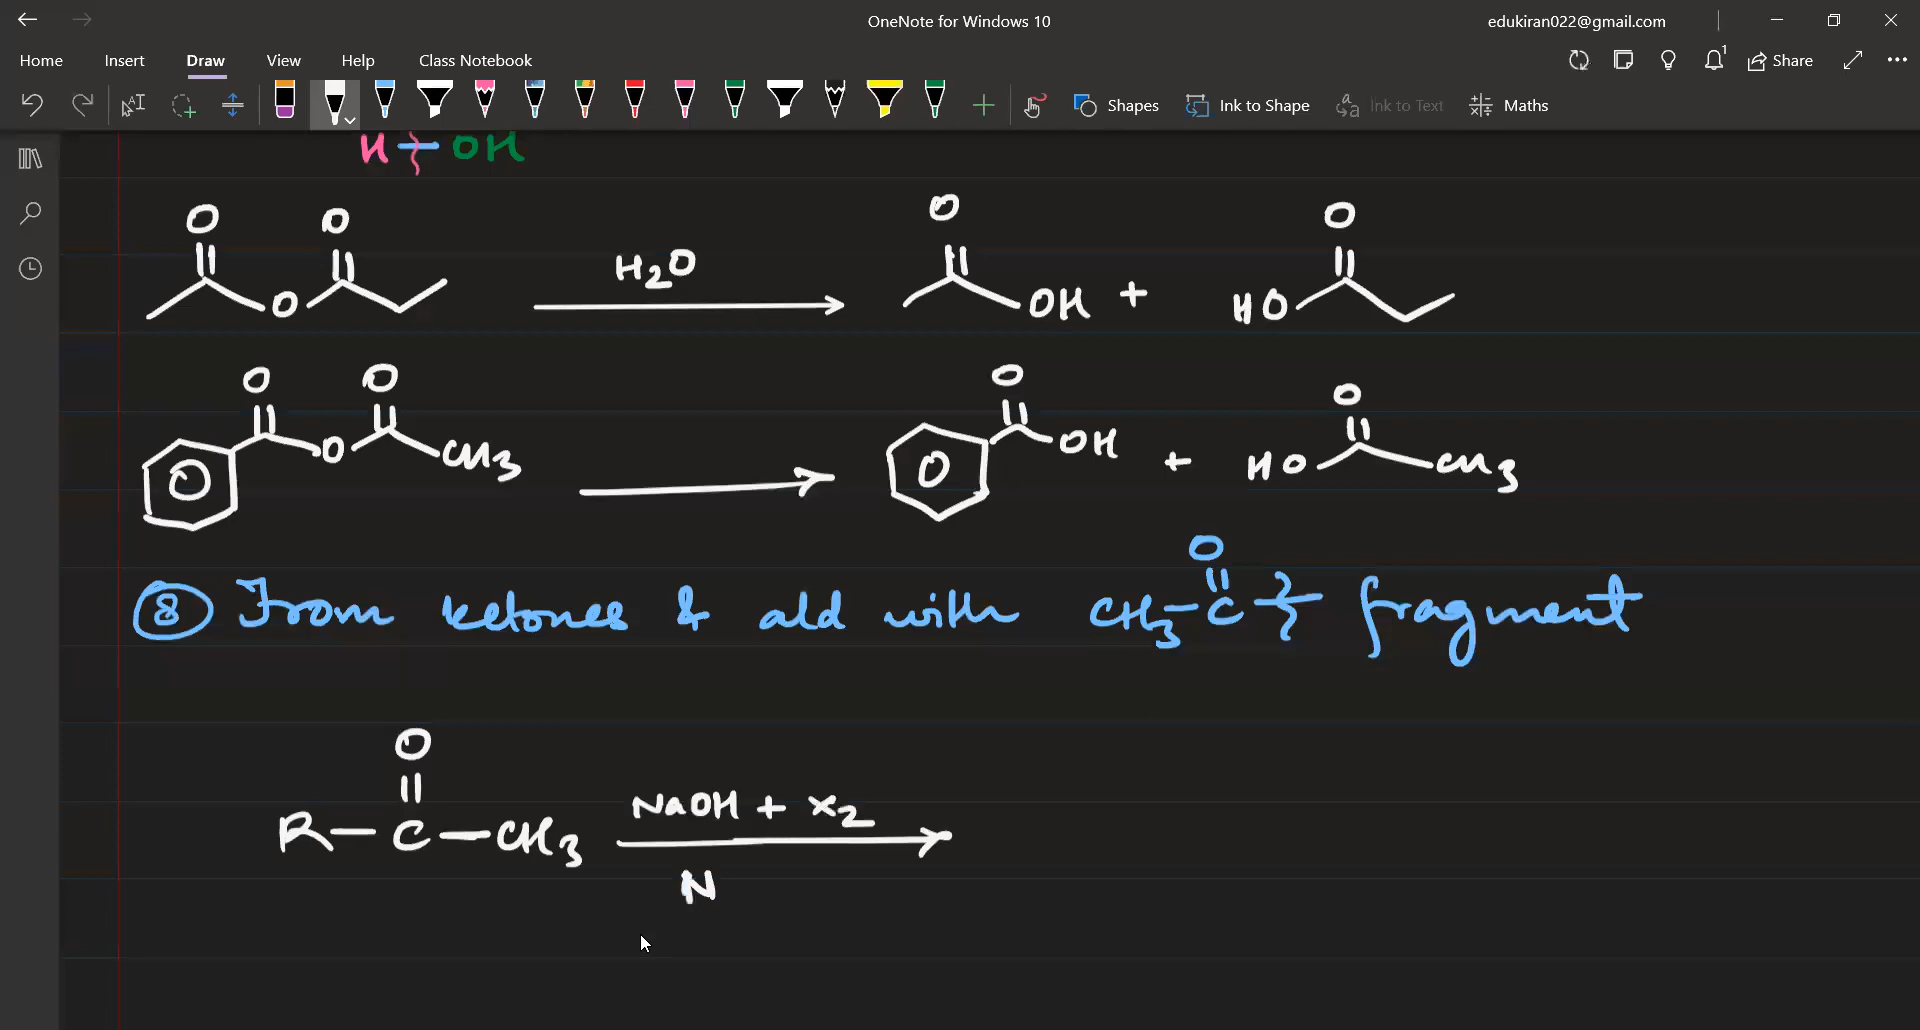 OneNote for Windows 10
edukiran022@gmail.com
Home Insert Draw View Help Class Notebook
1
Share
Shapes Ink to Shape Ink to Text Maths
H OH
O O O O
O H2O OH + HO
O O O O
O O CH3 O OH + HO CH3
O
8 From ketones & ald with CH3-C fragment
O
R-C-CH3 NaOH + X2
N